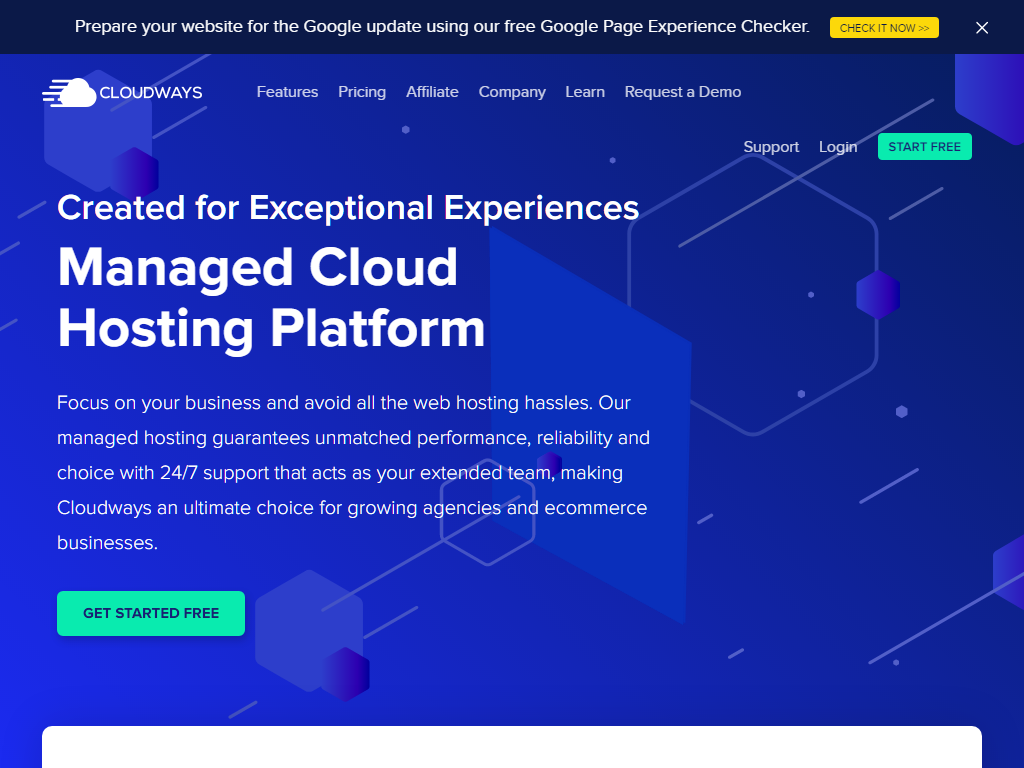 Prepare your website for the Google update using our free Google Page Experience Checker. CHECK IT NOW >>
CLOUDWAYS Features Pricing Affiliate Company Learn Request a Demo
Support Login START FREE
Created for Exceptional Experiences
Managed Cloud
Hosting Platform
Focus on your business and avoid all the web hosting hassles. Our
managed hosting guarantees unmatched performance, reliability and
choice with 24/7 support that acts as your extended team, making
Cloudways an ultimate choice for growing agencies and ecommerce
businesses.
GET STARTED FREE